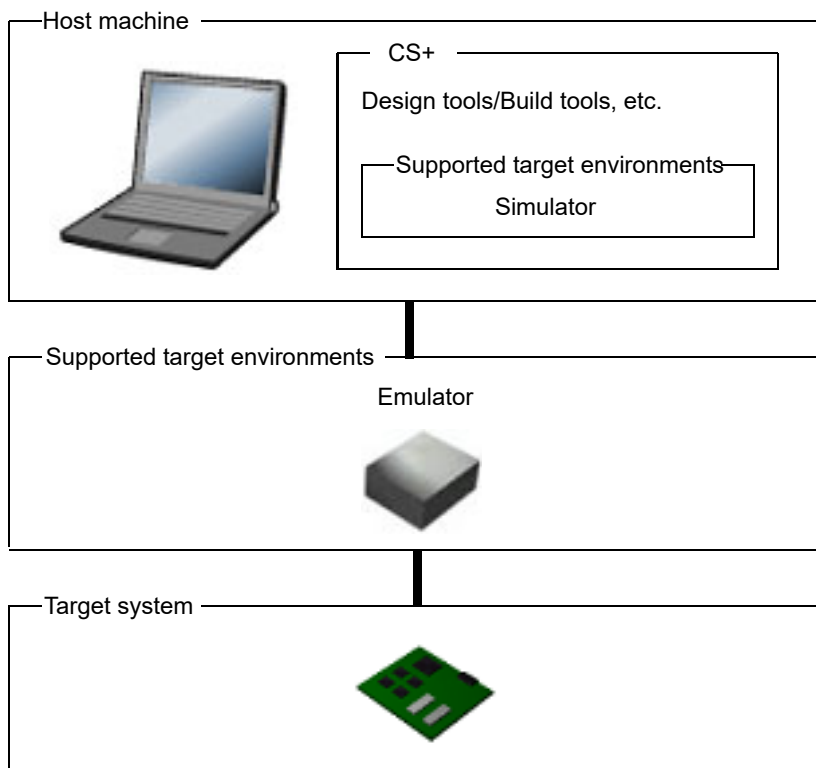 Host machine
CS+
Design tools/Build tools, etc.
Supported target environments
Simulator
Supported target environments
Emulator
Target system